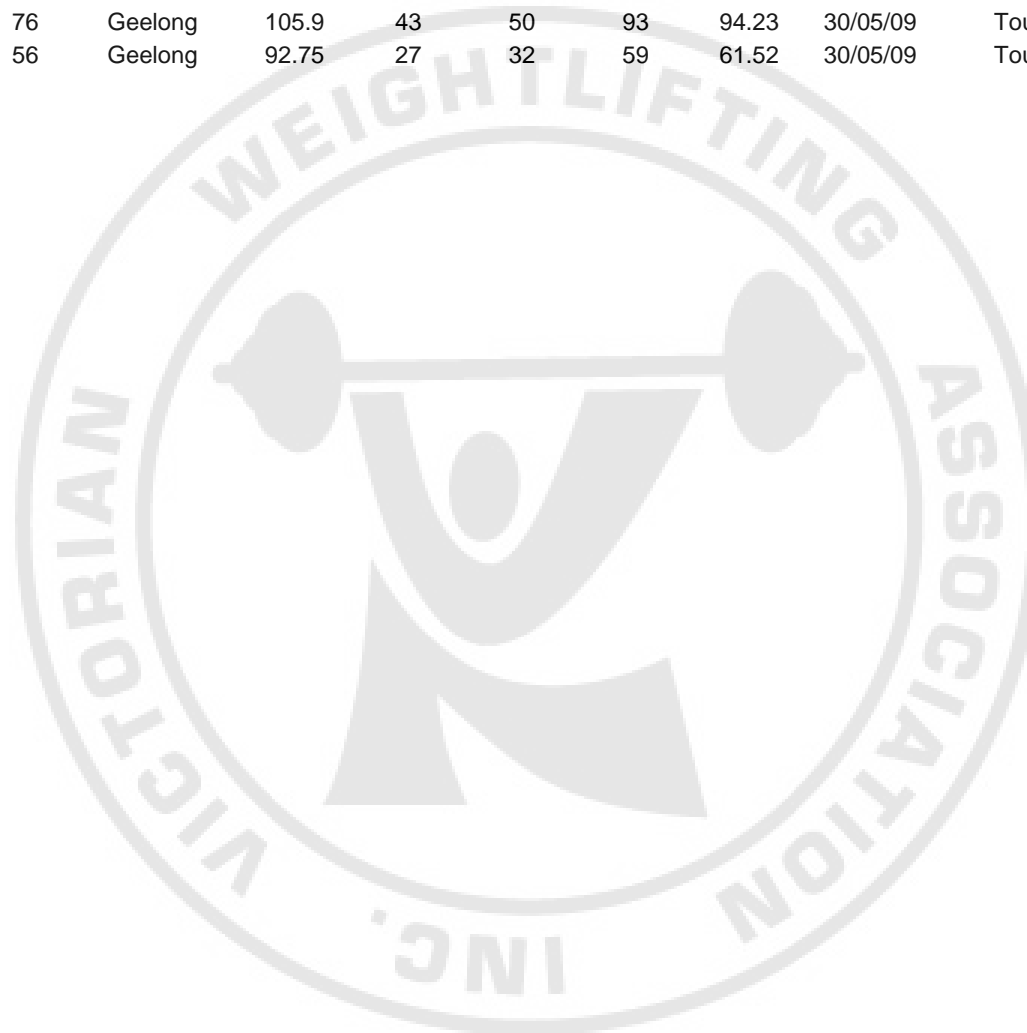 76 Geelong 105.9 43 50 93 94.23 30/05/09 Tou
56 Geelong 92.75 27 32 59 61.52 30/05/09 Tou
VICTORIAN WEIGHTLIFTING ASSOCIATION INC.